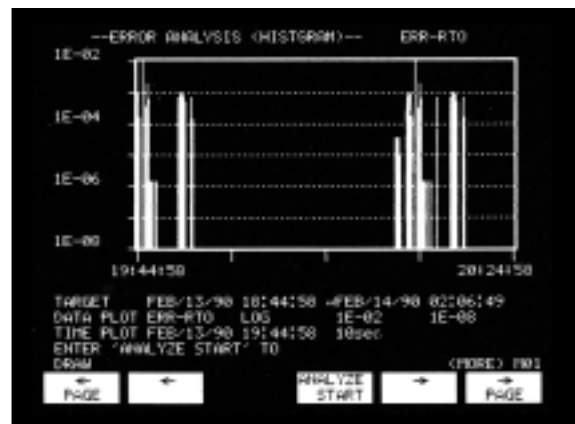 --ERROR ANALYSIS (HISTGRAM)-- ERR-RTO
1E-02
1E-04
1E-06
1E-08
19:44:58 20:24:58
TARGET FEB/13/90 18:44:58 →FEB/14/90 02:06:49
DATA PLOT ERR-RTO LOG 1E-02 1E-08
TIME PLOT FEB/13/90 19:44:58 10sec
ENTER 'ANALYZE START' TO
DRAW (MORE) M01
← ← ANALYZE → →
PAGE START PAGE